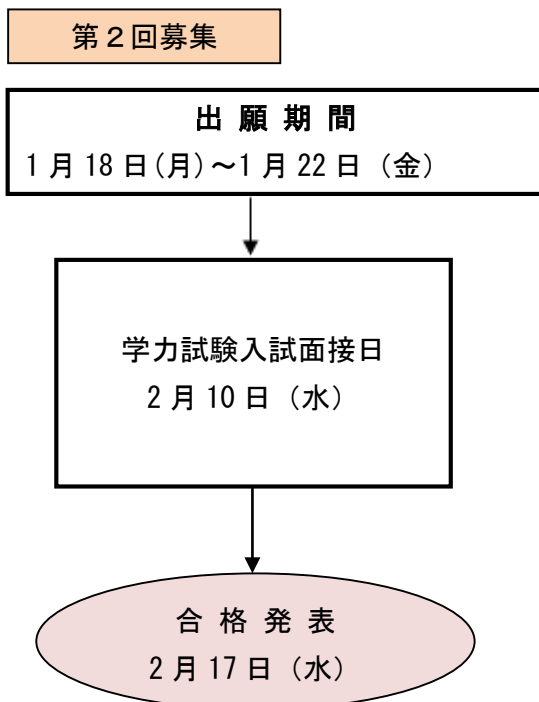 第２回募集
出 願 期 間
1 月 18 日(月)～1 月 22 日（金）
学力試験入試面接日
2 月 10 日（水）
合 格 発 表
2 月 17 日（水）